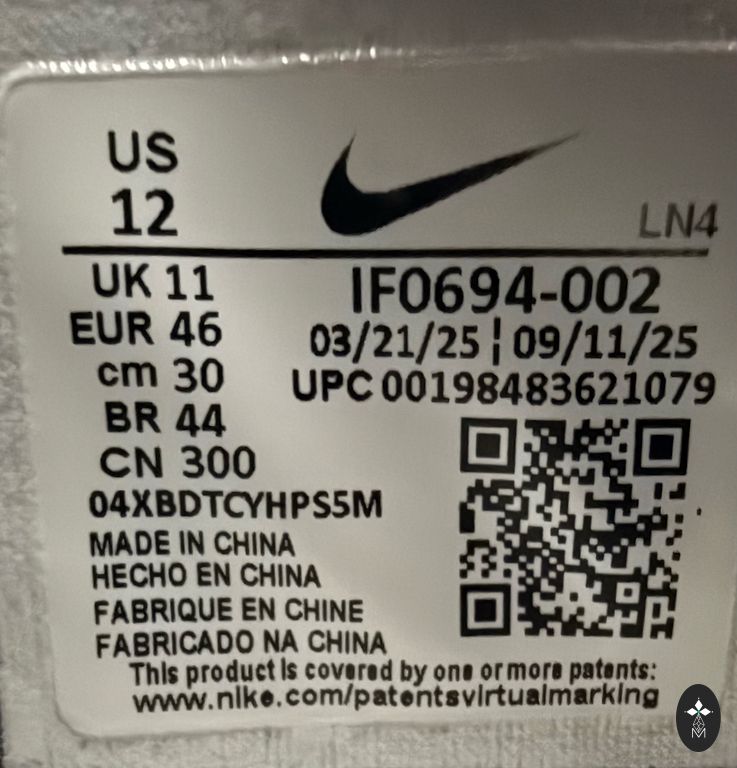 US
12
LN4
UK 11
IF0694-002
EUR 46
03/21/25 ¦ 09/11/25
cm 30
UPC 00198483621079
BR 44
CN 300
04XBDTCYHPS5M
MADE IN CHINA
HECHO EN CHINA
FABRIQUE EN CHINE
FABRICADO NA CHINA
This product is covered by one or more patents:
www.nike.com/patentsvirtualmarking
M